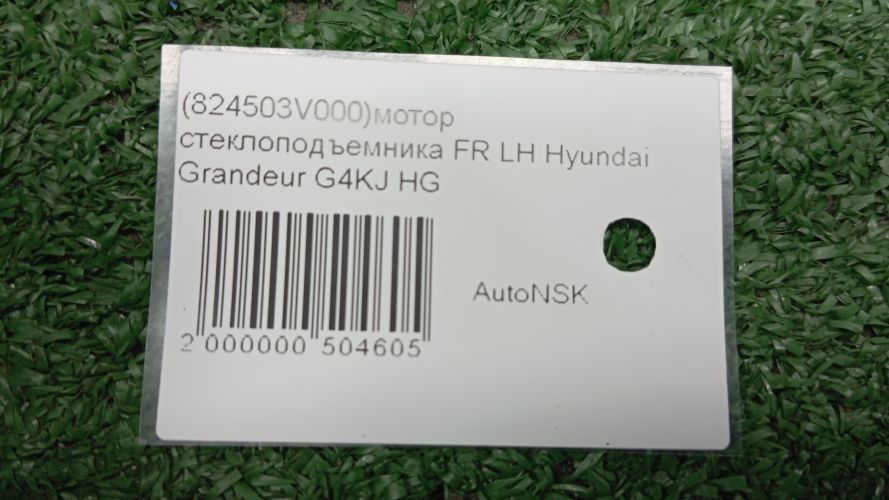 (824503V000)мотор
стеклоподъемника FR LH Hyundai
Grandeur G4KJ HG
AutoNSK
2 000000 504605